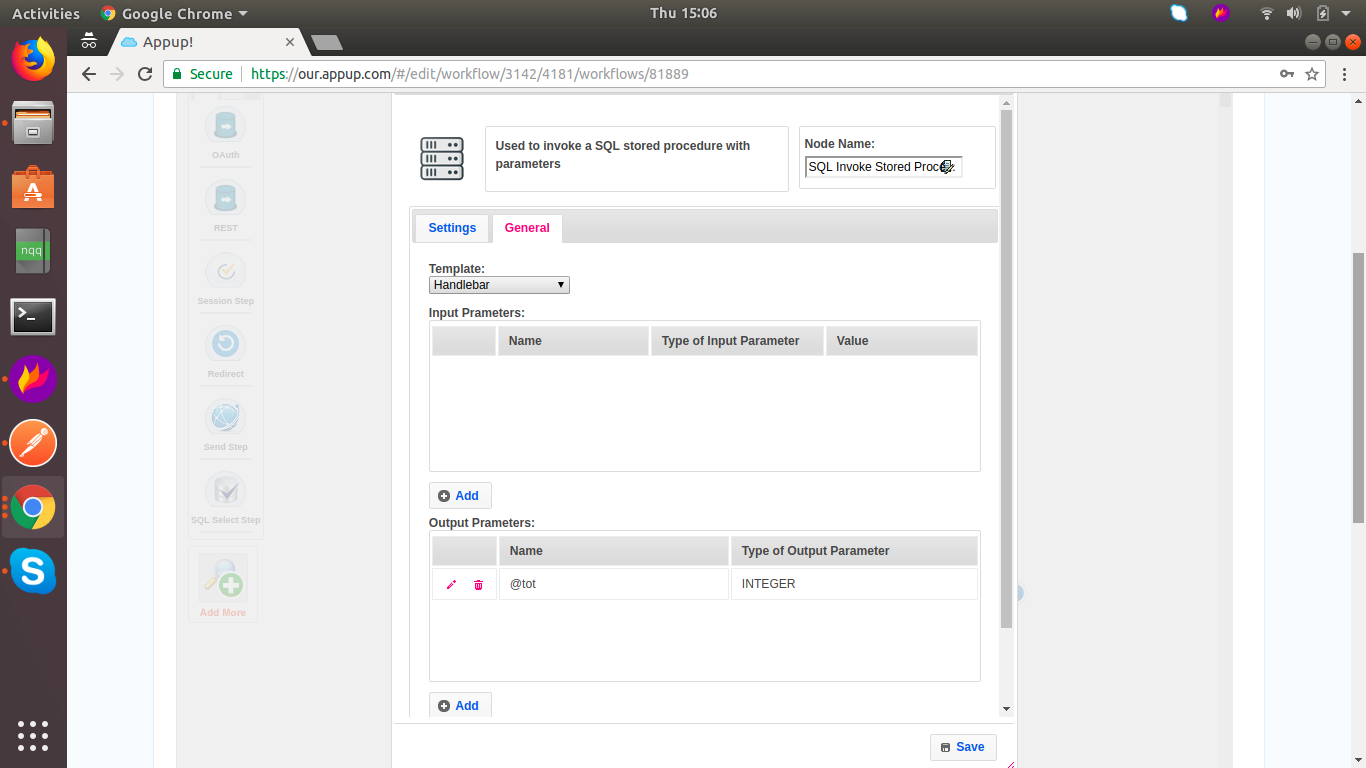 Activities
Google Chrome
Thu 15:06
Appup!
Secure
https://our.appup.com/#/edit/workflow/3142/4181/workflows/81889
nqq
OAuth
REST
Session Step
Redirect
Send Step
SQL Select Step
Add More
Used to invoke a SQL stored procedure with
parameters
Node Name:
SQL Invoke Stored
Settings
General
Template:
Handlebar
Input Prameters:
Name
Type of Input Parameter
Value
Add
Output Prameters:
Name
Type of Output Parameter
@tot
INTEGER
Add
Save